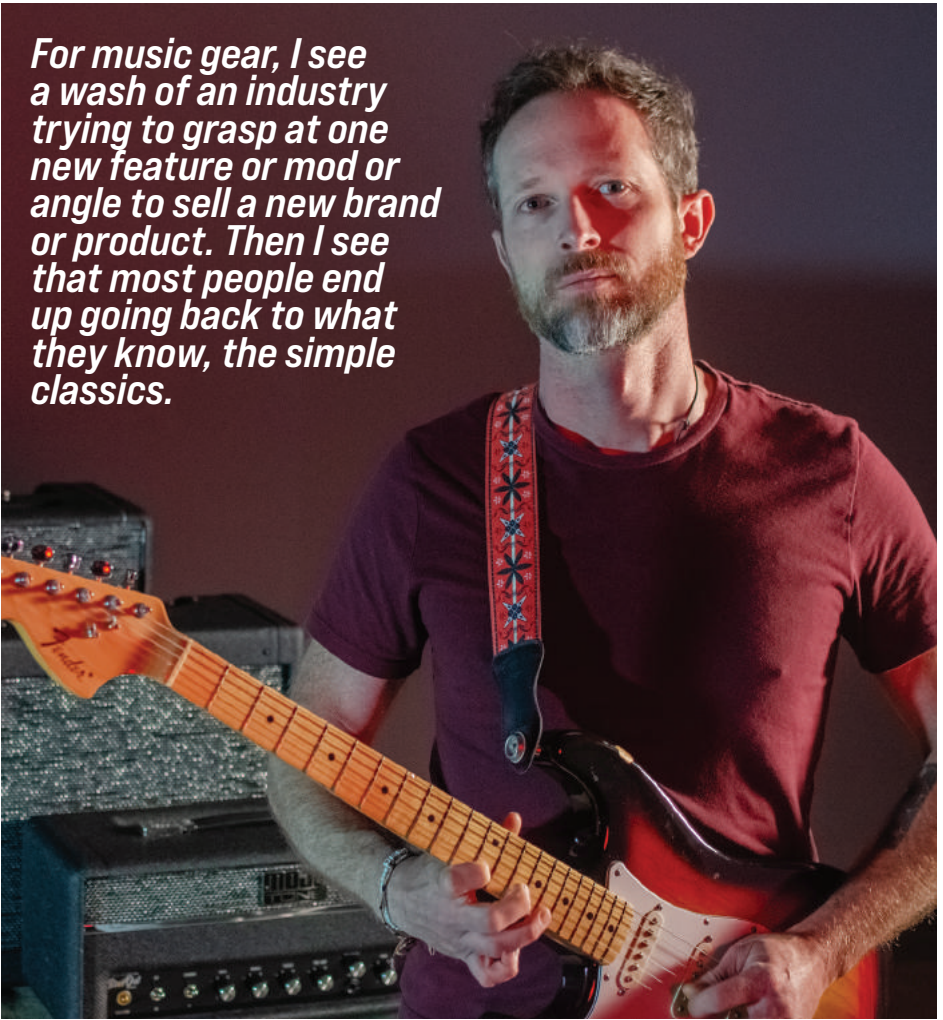 For music gear, I see
a wash of an industry
trying to grasp at one
new feature or mod or
angle to sell a new brand
or product. Then I see
that most people end
up going back to what
they know, the simple
classics.
Fender